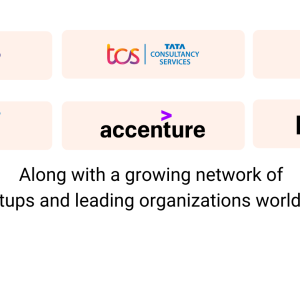 tcs TATA
CONSULTANCY
SERVICES
accenture
Along with a growing network of
tups and leading organizations world